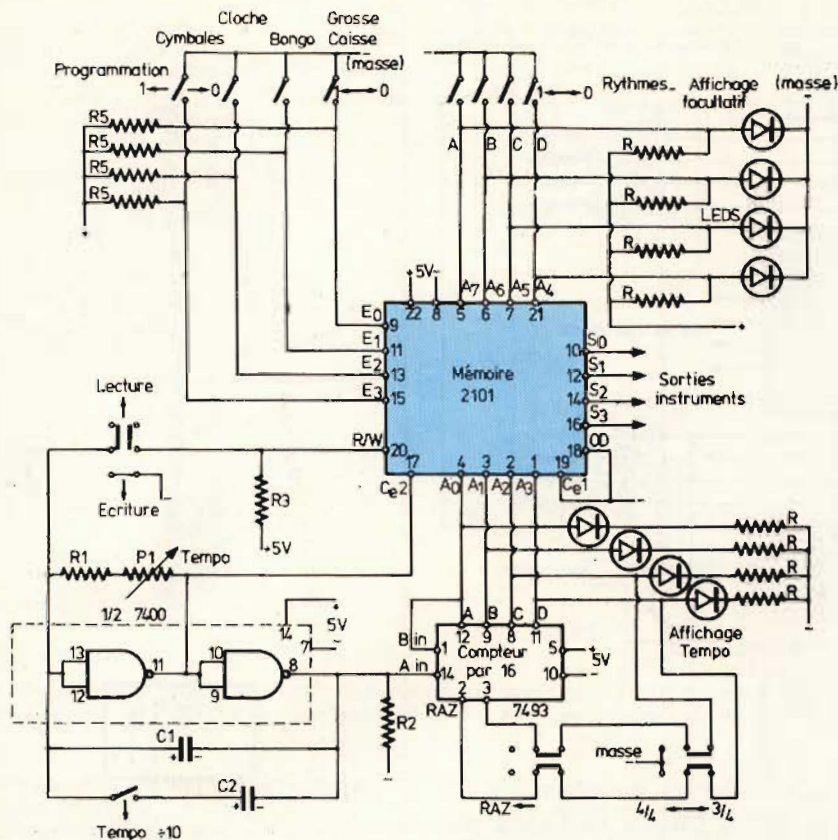 Cloche
Grosse
Cymbales
Bongo
Caisse
(masse)
Programmation
1 0
0
1 0
Rythmes_ Affichage (masse)
facultatif
R5
R5
R5
R5
A B C D
R
R
LEDS
R
R
+
+
5V-
A7 A6 A5 A4
22 8 5 6 7 21
E0
9
E1
11
E2
13
E3
15
R/W
20
Mémoire
2101
10 S0
12 S1
14 S2
16 S3
18 OD
Sorties
instruments
Lecture
Ecriture
-
17 4 3 2 1 19
Ce2 A0 A1 A2 A3 Ce1
R3
+5V
R1 P1 Tempo
1/2 7400
14 +
5V
7 -
13
12
11
10
9
8
R
R
R
R
-
Affichage
Tempo
A B C D
12 9 8 11
B in
1
A in
14
Compteur
par 16
5 +
5V
10 -
2 3
RAZ 7493
R2
-
C1
+ -
C2
+ -
Tempo ÷10
masse
RAZ
4/4 3/4